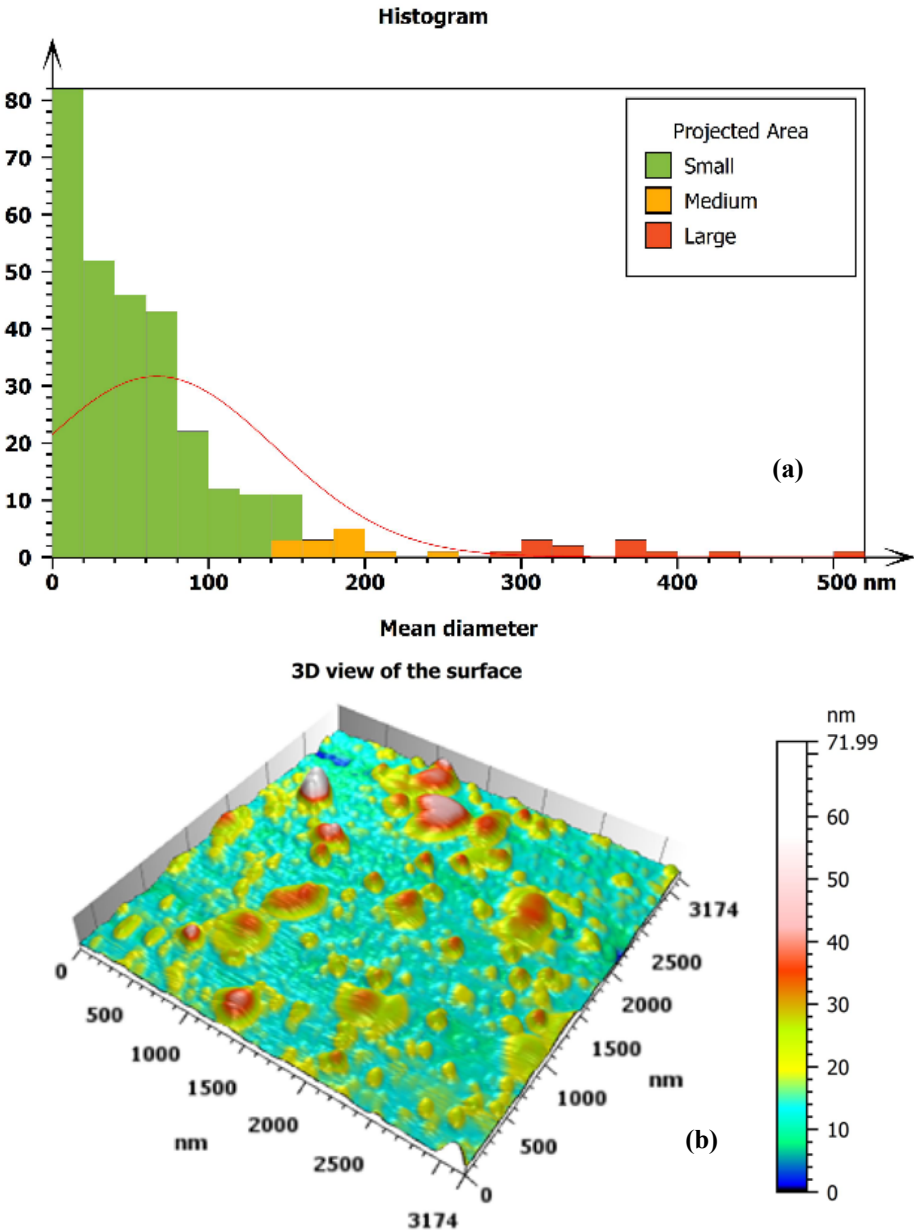 Histogram
80
70
60
50
40
30
20
10
0
Projected Area
Small
Medium
Large
(a)
0 100 200 300 400 500 nm
Mean diameter
3D view of the surface
nm
71.99
60
50
40
30
20
10
0
0
500
1000
1500
2000
2500
3174
nm
0
500
1000
1500
2000
2500
3174
nm
(b)